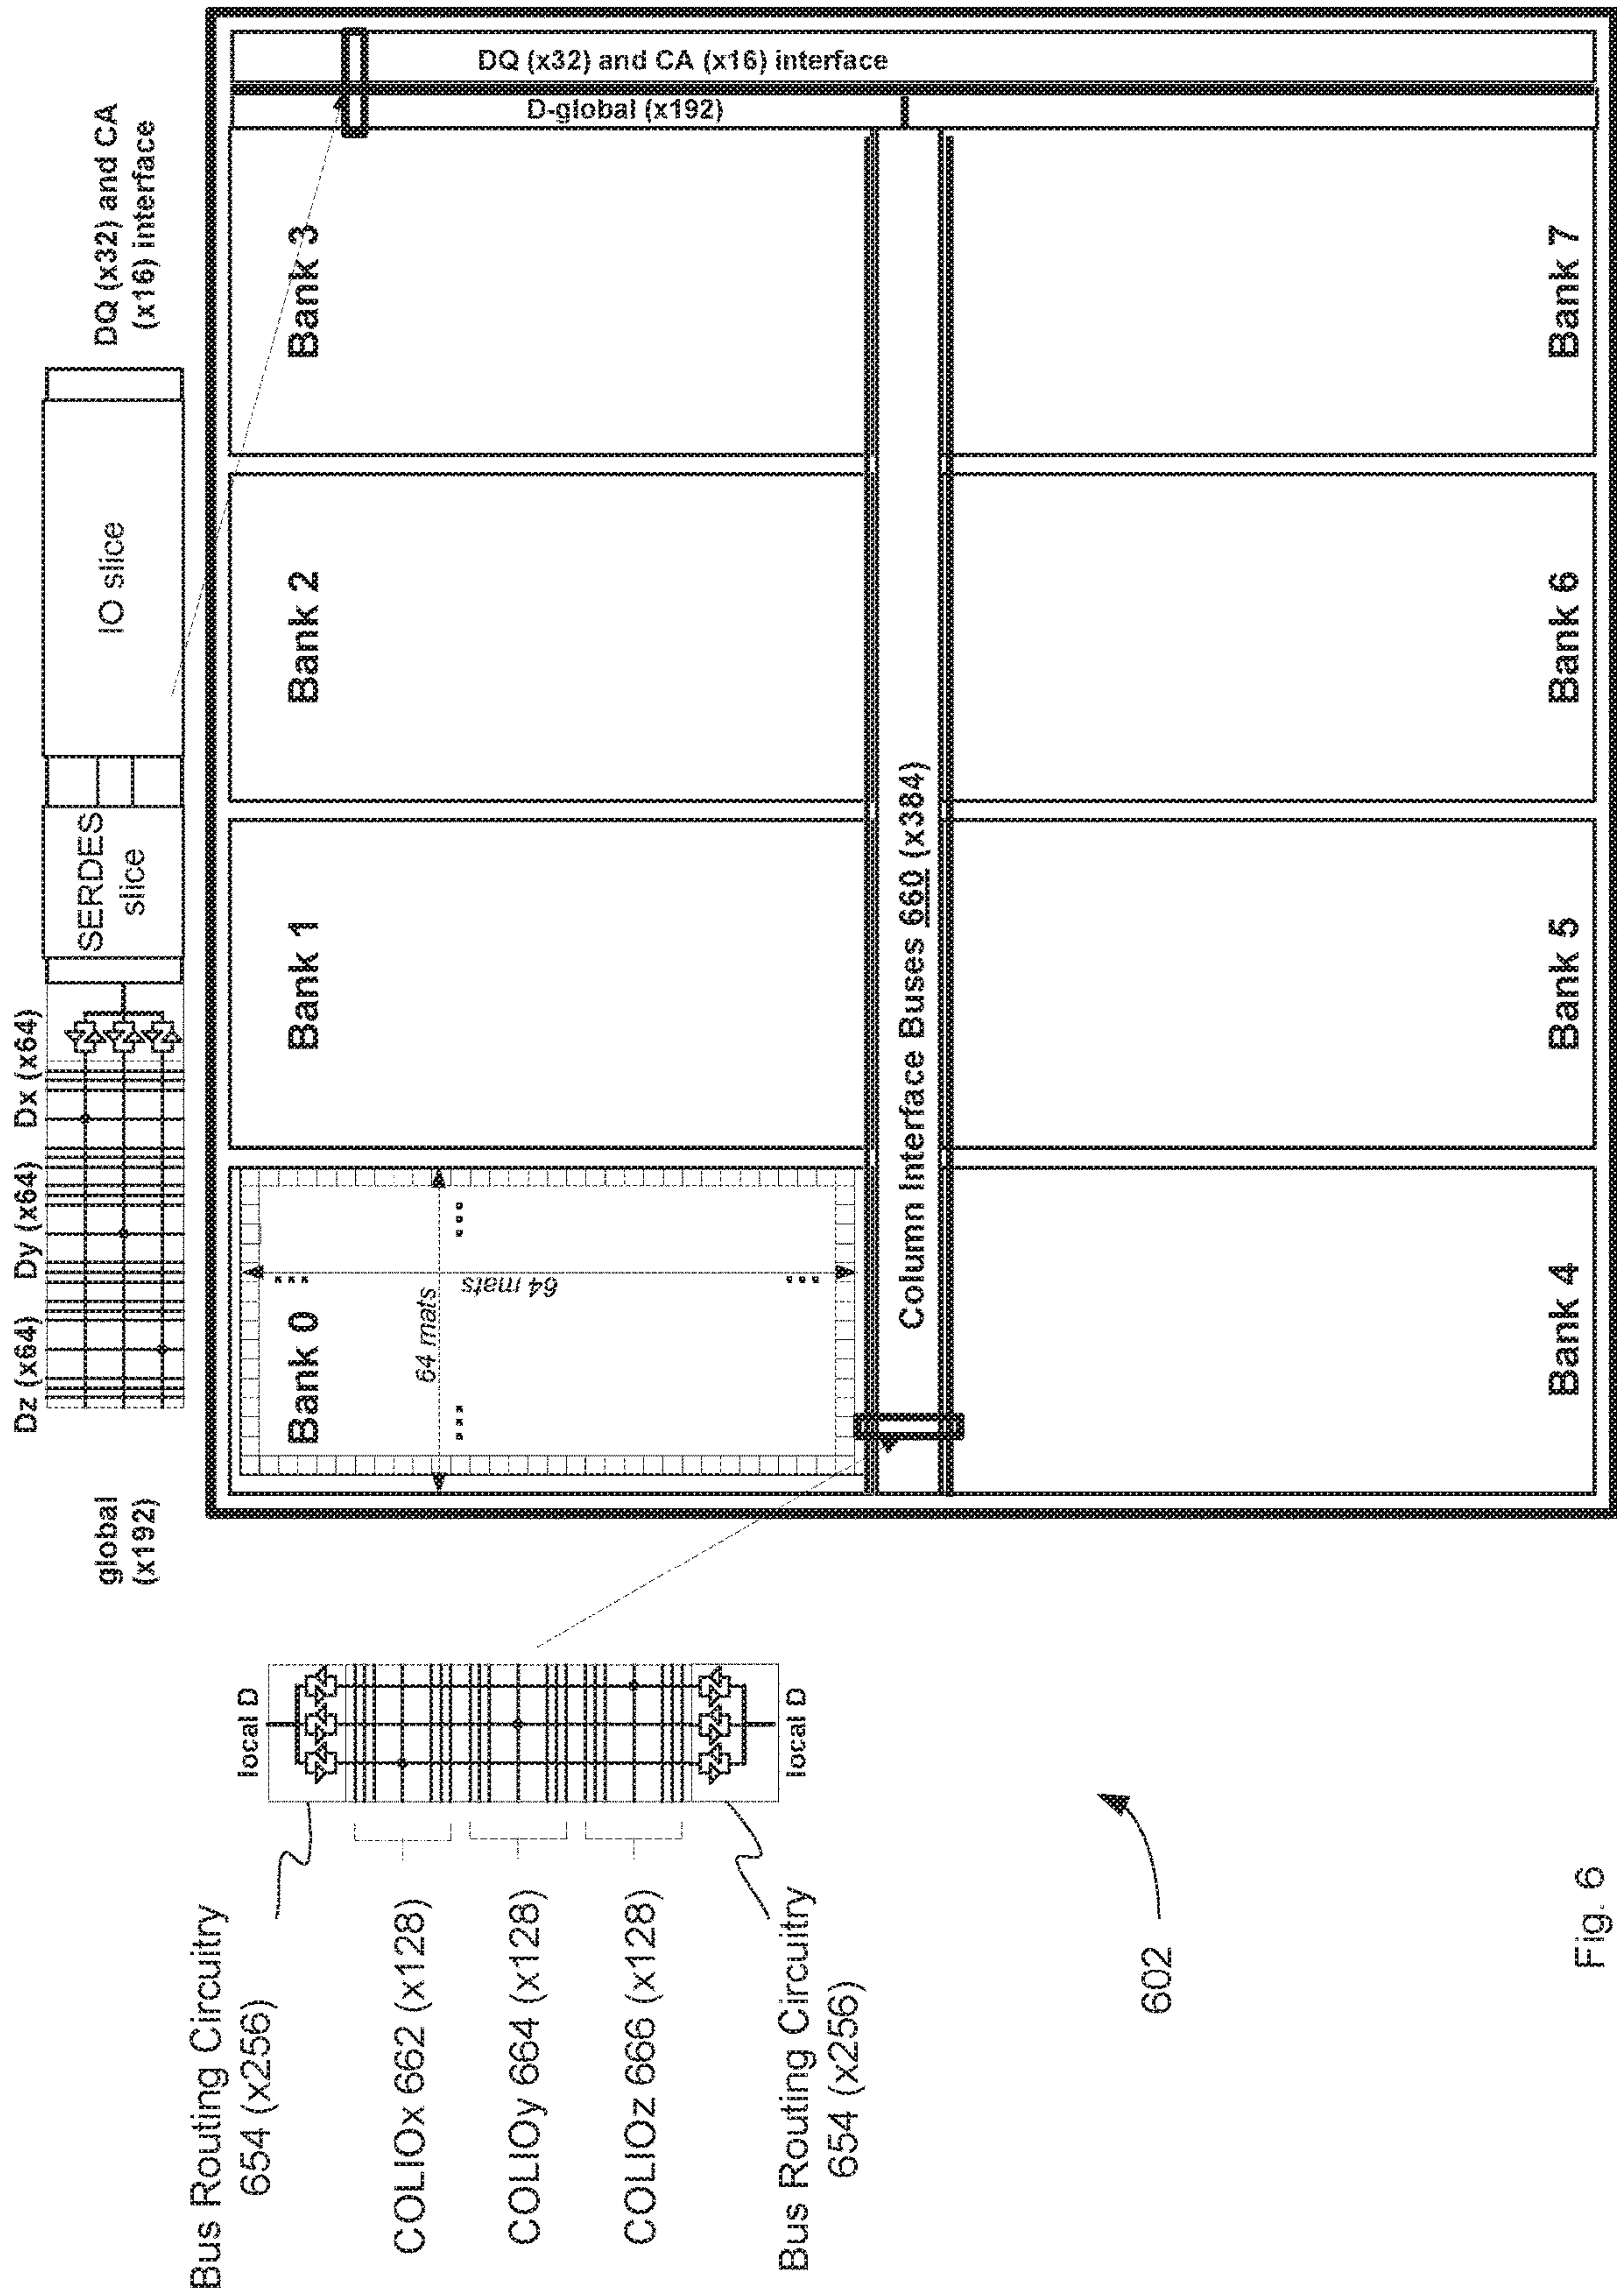 global
(x192)
Dz (x64)
Dy (x64)
Dx (x64)
SERDES
slice
IO slice
DQ (x32) and CA
(x16) interface
Bus Routing Circuitry
654 (x256)
local D
COLIOx 662 (x128)
COLIOy 664 (x128)
COLIOz 666 (x128)
local D
Bus Routing Circuitry
654 (x256)
Bank 0
64 mats
64 mats
Bank 1
Bank 2
Bank 3
D-global (x192)
DQ (x32) and CA (x16) interface
Column Interface Buses 660 (x384)
Bank 4
Bank 5
Bank 6
Bank 7
602
Fig. 6